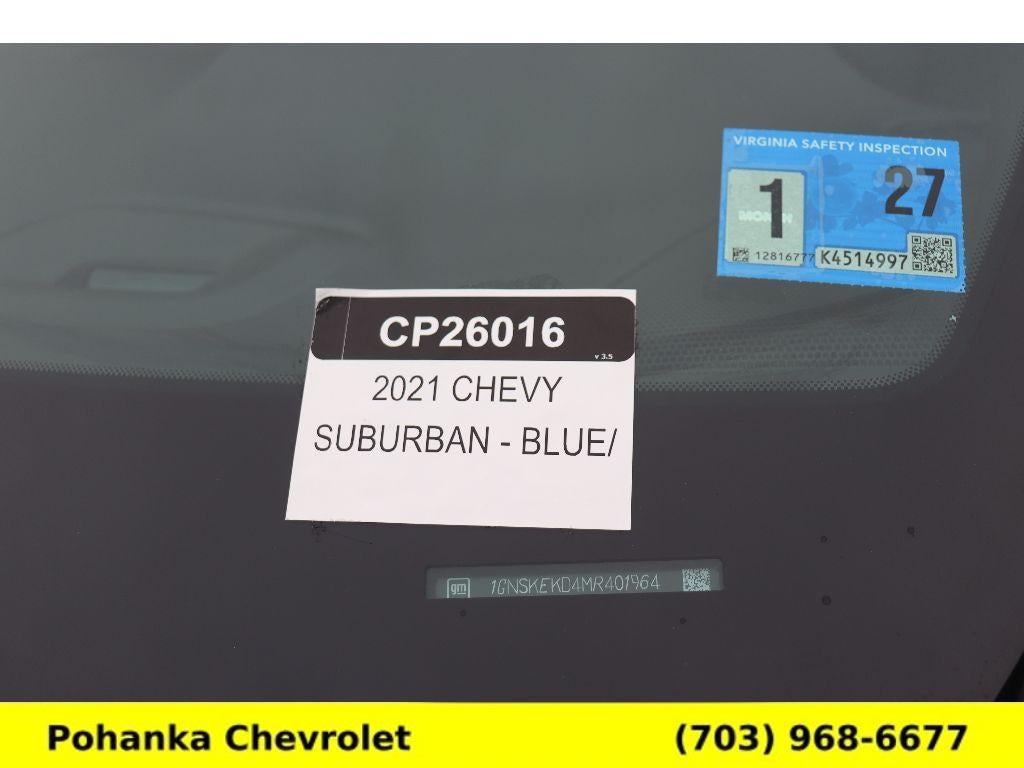 VIRGINIA SAFETY INSPECTION
1 27
MONTH
12816777 K4514997
CP26016
v 3.5
2021 CHEVY
SUBURBAN - BLUE/
gm 1GNSKEKD4MR401964
Pohanka Chevrolet (703) 968-6677